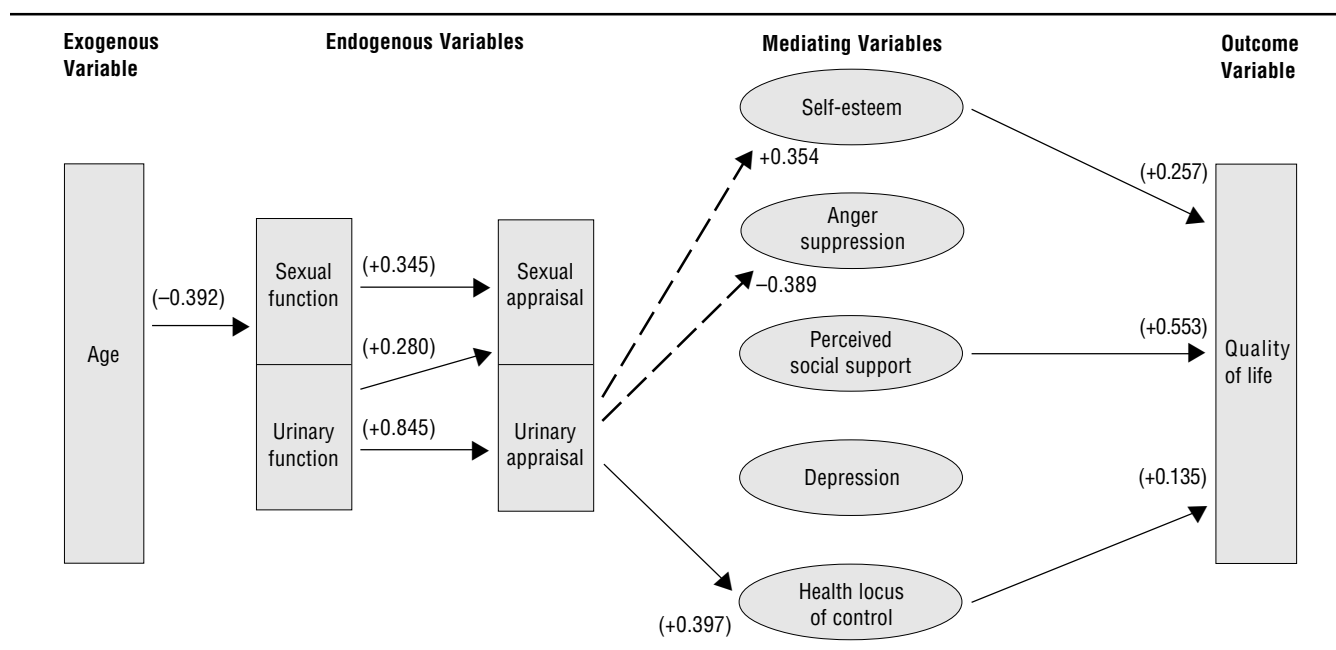 Exogenous
Variable
Endogenous Variables
Mediating Variables
Outcome
Variable
Self-esteem
+0.354
(+0.257)
Anger
suppression
–0.389
Sexual
function
(+0.345)
Sexual
appraisal
(–0.392)
Age
(+0.280)
Perceived
social support
(+0.553)
Quality
of life
Urinary
function
(+0.845)
Urinary
appraisal
Depression
(+0.135)
Health locus
of control
(+0.397)